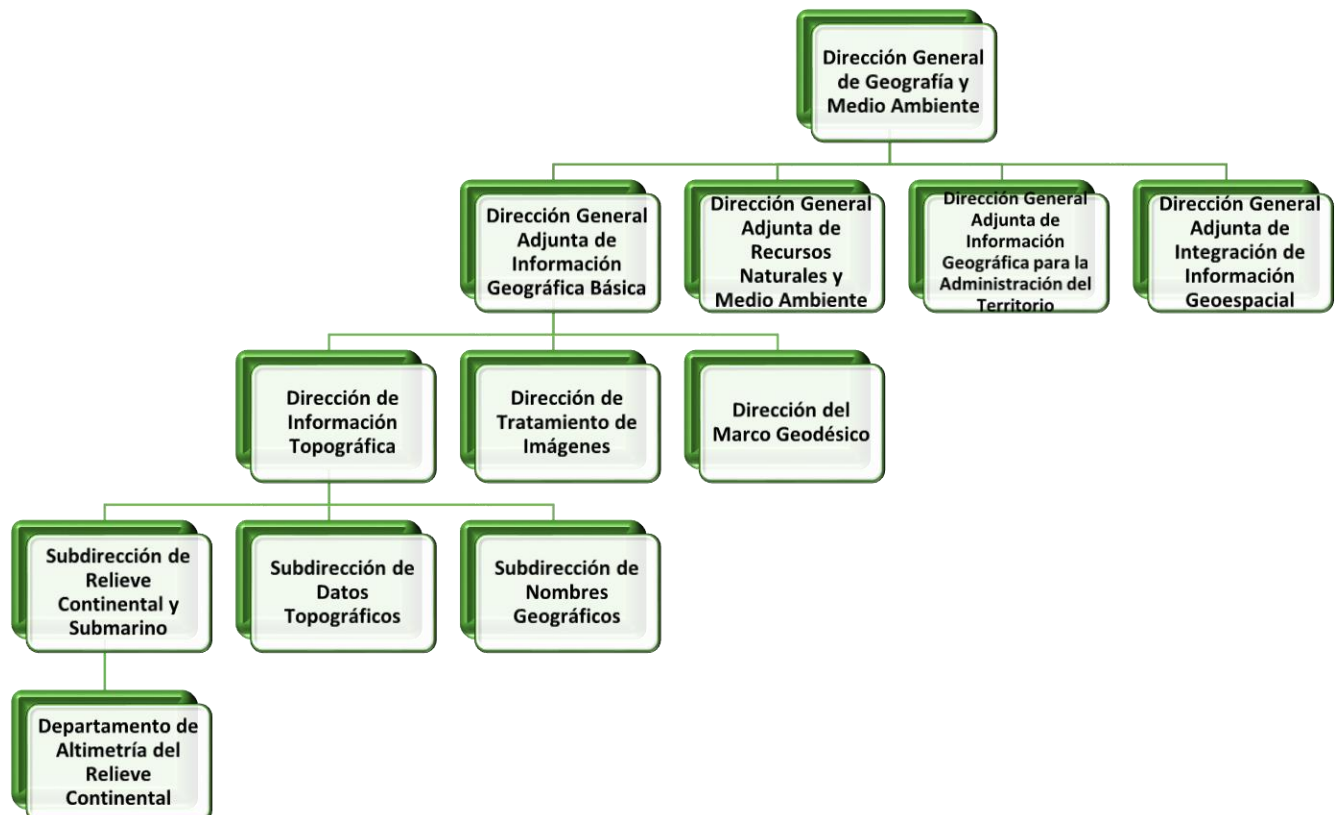 Dirección General
de Geografía y
Medio Ambiente
Dirección General
Adjunta de
Información
Geográfica Básica
Dirección General
Adjunta de
Recursos
Naturales y
Medio Ambiente
Dirección General
Adjunta de
Información
Geográfica para la
Administración del
Territorio
Dirección General
Adjunta de
Integración de
Información
Geoespacial
Dirección de
Información
Topográfica
Dirección de
Tratamiento de
Imágenes
Dirección del
Marco Geodésico
Subdirección de
Relieve
Continental y
Submarino
Subdirección de
Datos
Topográficos
Subdirección de
Nombres
Geográficos
Departamento de
Altimetría del
Relieve
Continental